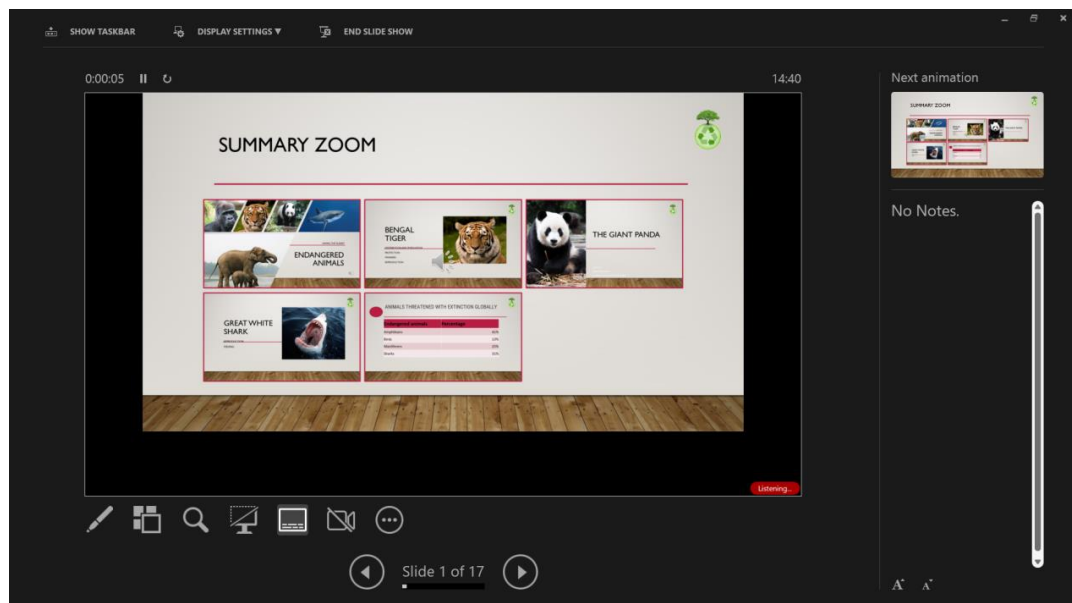 SHOW TASKBAR
DISPLAY SETTINGS ▼
END SLIDE SHOW
0:00:05
14:40
SUMMARY ZOOM
ENDANGERED
ANIMALS
BENGAL
TIGER
THE GIANT PANDA
GREAT WHITE
SHARK
ANIMALS THREATENED WITH EXTINCTION GLOBALLY
Endangered animals Percentage
Listening...
Slide 1 of 17
Next animation
SUMMARY ZOOM
No Notes.
A A